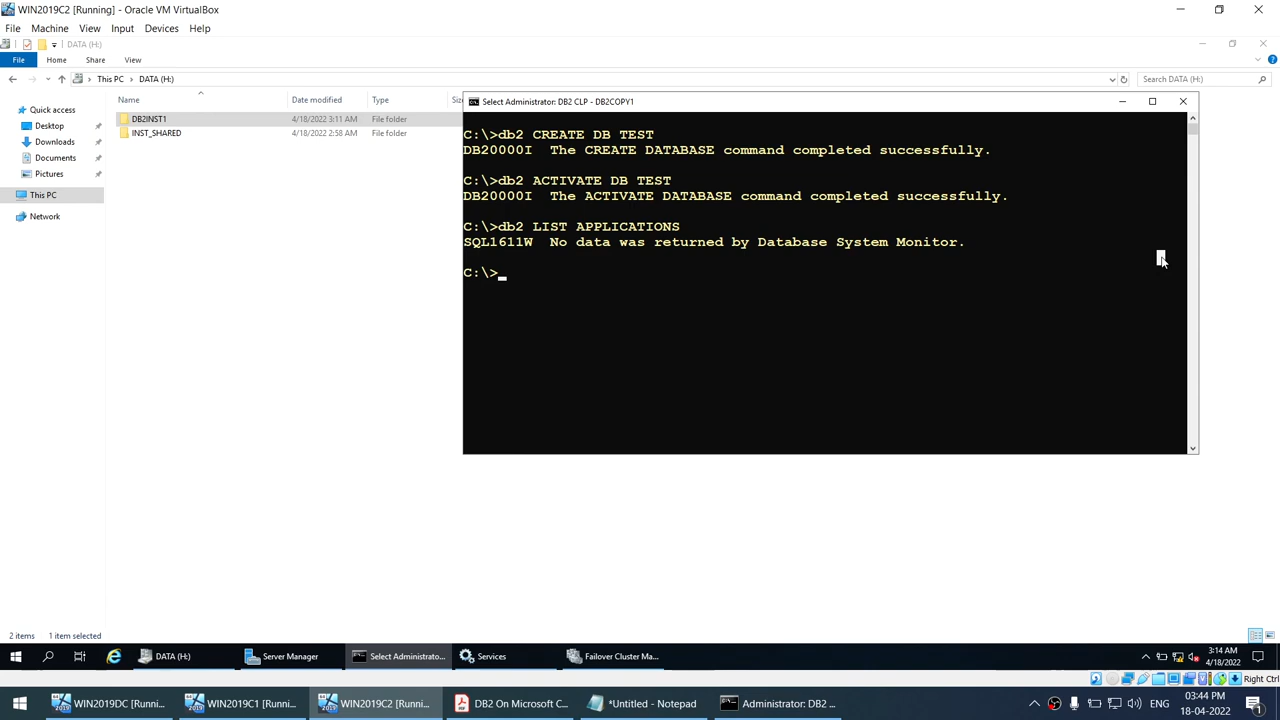 WIN2019C2 [Running] - Oracle VM VirtualBox
File Machine View Input Devices Help
DATA (H:)
File Home Share View
This PC > DATA (H:)
Search DATA (H:)
Name Date modified Type
Quick access
Desktop
Downloads
Documents
Pictures
This PC
Network
DB2INST1 4/18/2022 3:11 AM File folder
INST_SHARED 4/18/2022 2:58 AM File folder
Select Administrator: DB2 CLP - DB2COPY1
C:\>db2 CREATE DB TEST
DB20000I The CREATE DATABASE command completed successfully.
C:\>db2 ACTIVATE DB TEST
DB20000I The ACTIVATE DATABASE command completed successfully.
C:\>db2 LIST APPLICATIONS
SQL1611W No data was returned by Database System Monitor.
C:\>_
2 items 1 item selected
DATA (H:) Server Manager Select Administrato... Services Failover Cluster Ma...
3:14 AM
4/18/2022
Right Ctrl
WIN2019DC [Runnin... WIN2019C1 [Runnin... WIN2019C2 [Runnin... DB2 On Microsoft C... *Untitled - Notepad Administrator: DB2 ...
ENG
03:44 PM
18-04-2022